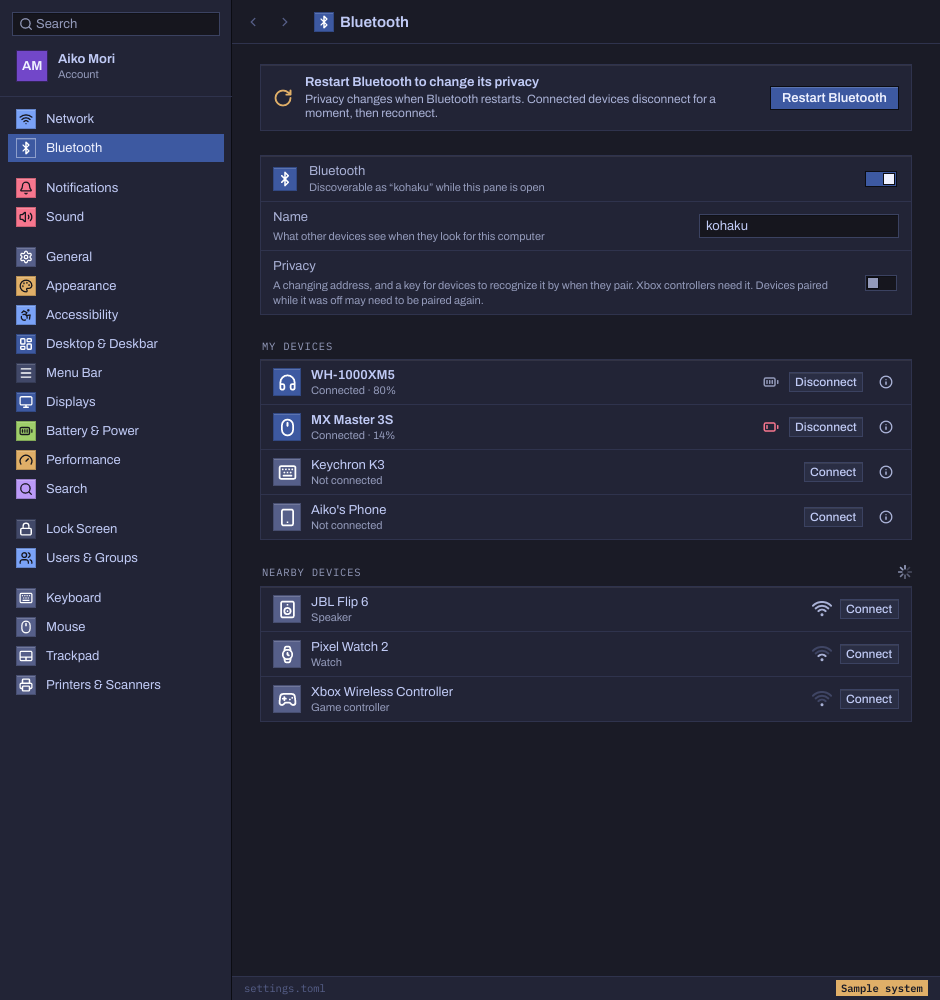 Search
AM
Aiko Mori
Account
Network
Bluetooth
Notifications
Sound
General
Appearance
Accessibility
Desktop & Deskbar
Menu Bar
Displays
Battery & Power
Performance
Search
Lock Screen
Users & Groups
Keyboard
Mouse
Trackpad
Printers & Scanners
Bluetooth
Restart Bluetooth to change its privacy
Privacy changes when Bluetooth restarts. Connected devices disconnect for a
moment, then reconnect.
Restart Bluetooth
Bluetooth
Discoverable as “kohaku” while this pane is open
Name
What other devices see when they look for this computer
kohaku
Privacy
A changing address, and a key for devices to recognize it by when they pair. Xbox controllers need it. Devices paired
while it was off may need to be paired again.
MY DEVICES
WH-1000XM5
Connected · 80%
Disconnect
MX Master 3S
Connected · 14%
Disconnect
Keychron K3
Not connected
Connect
Aiko's Phone
Not connected
Connect
NEARBY DEVICES
JBL Flip 6
Speaker
Connect
Pixel Watch 2
Watch
Connect
Xbox Wireless Controller
Game controller
Connect
settings.toml
Sample system